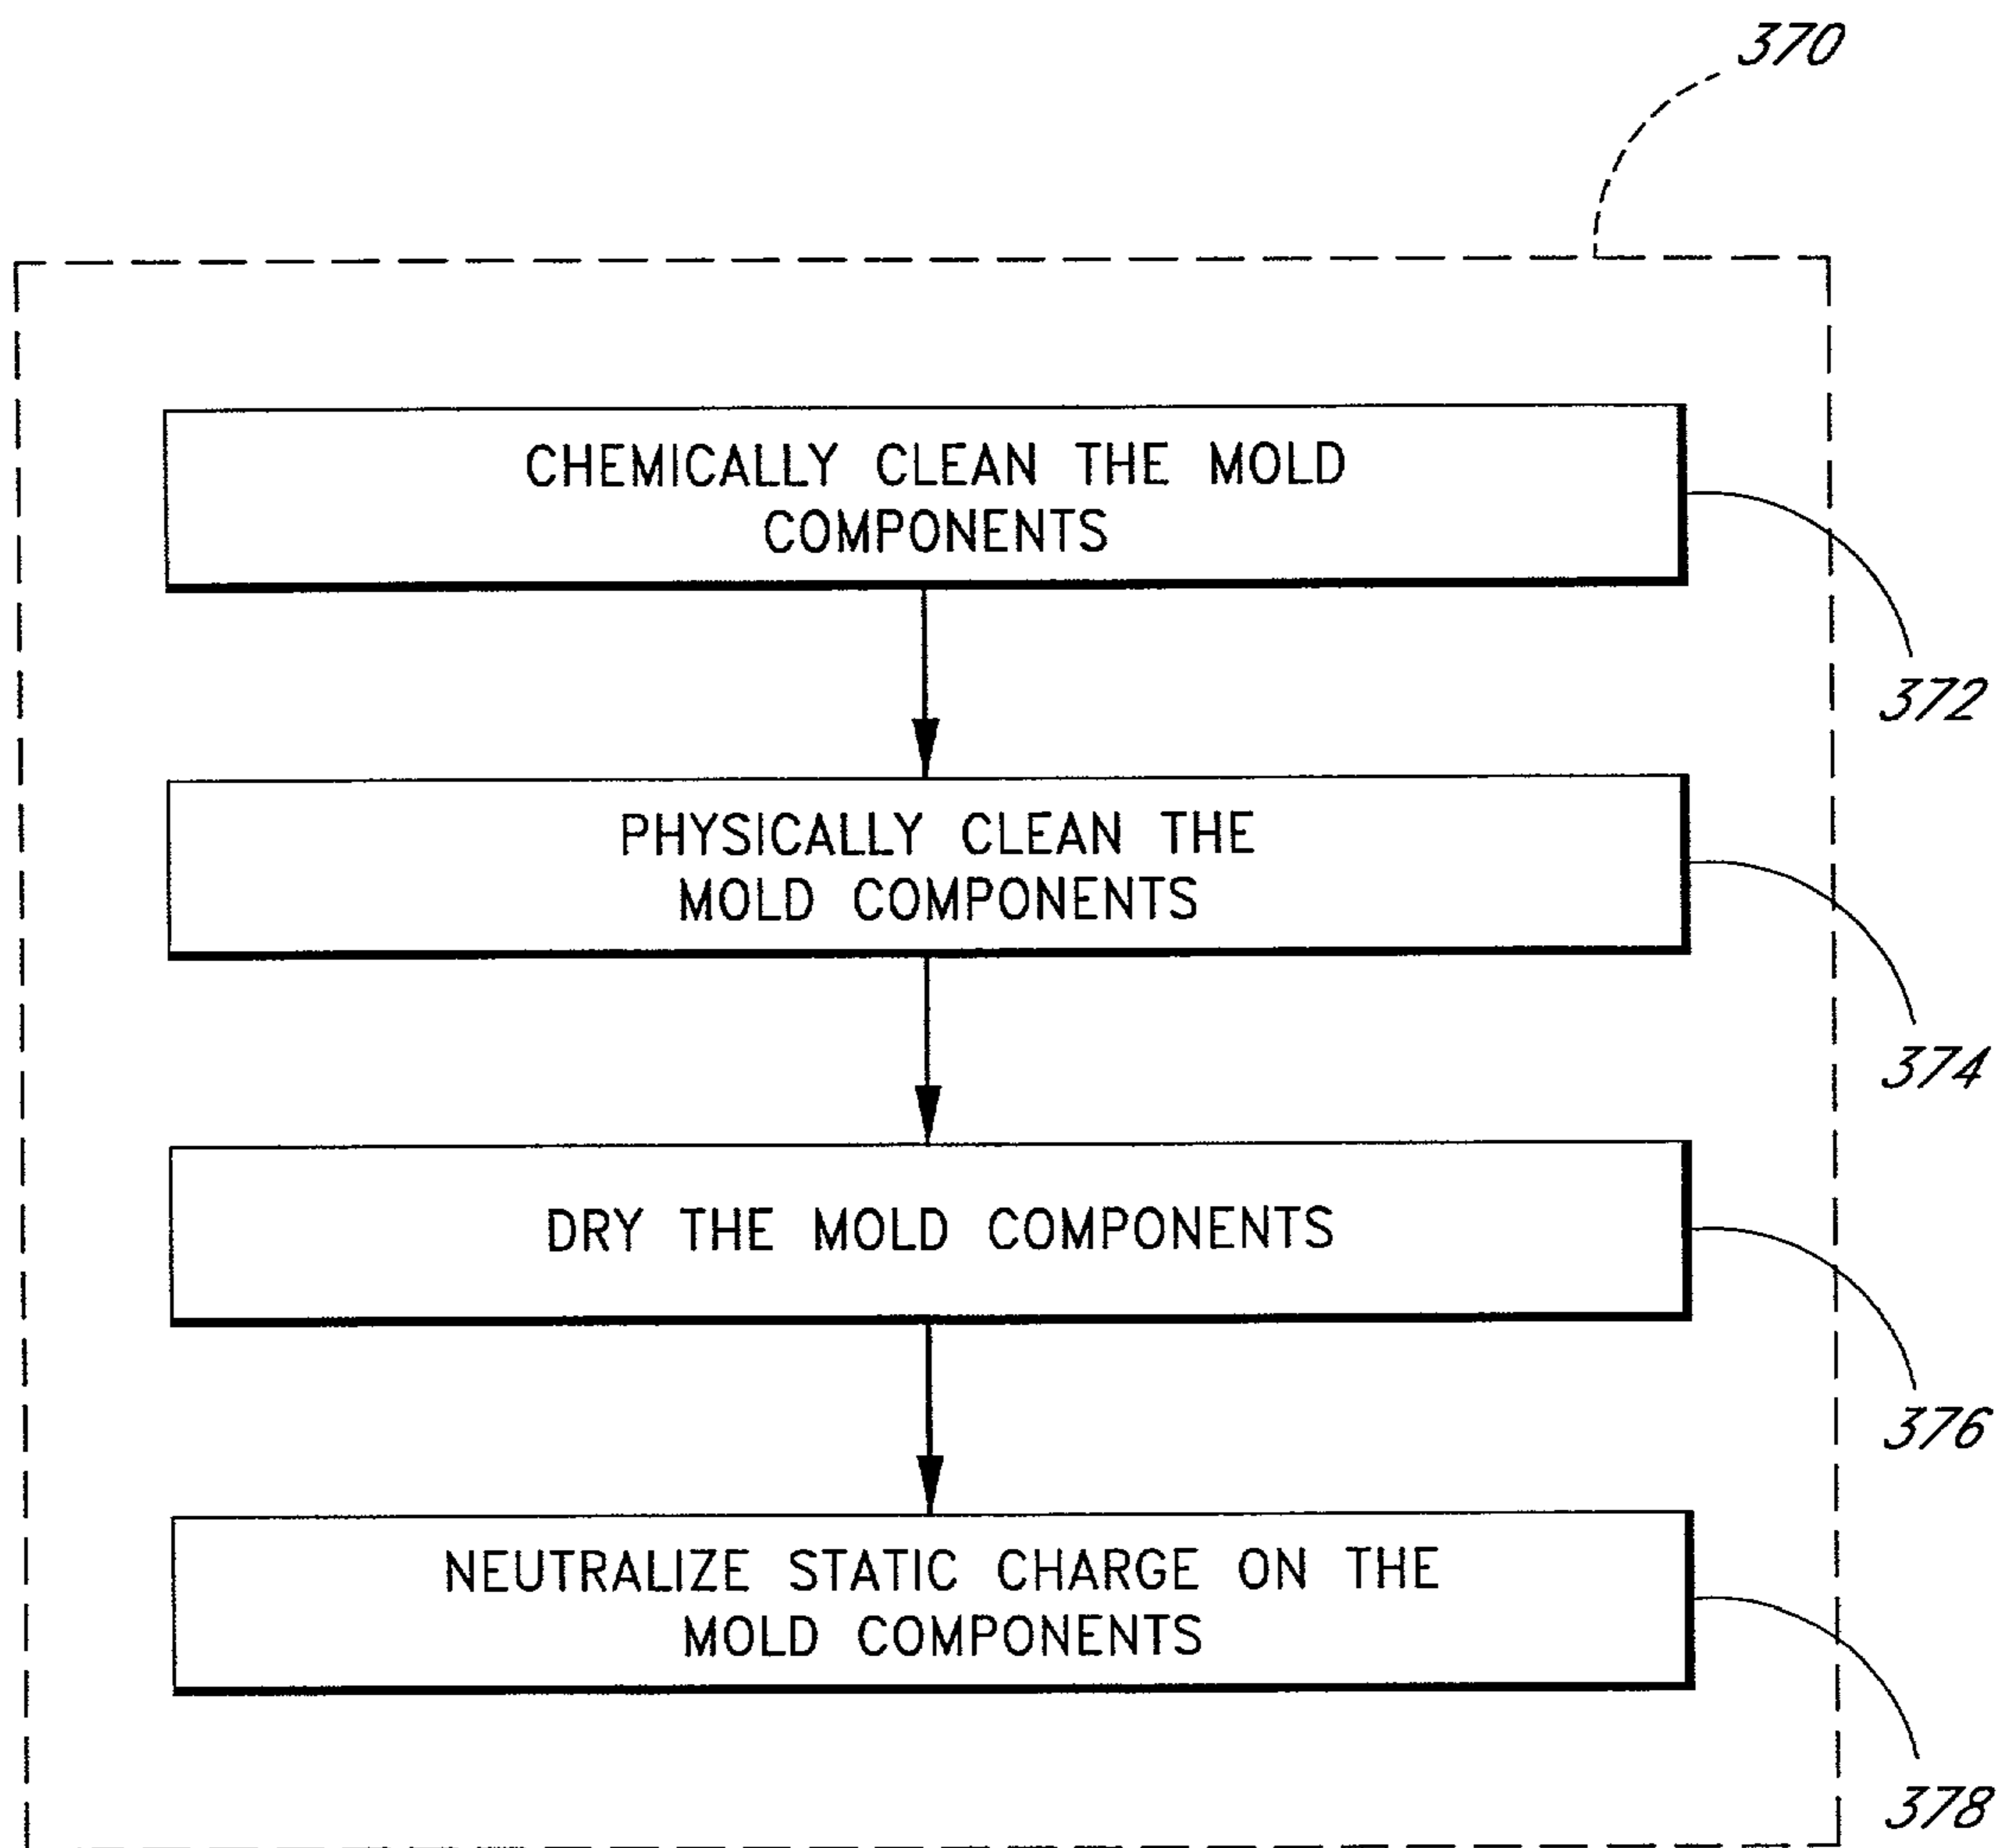 370
CHEMICALLY CLEAN THE MOLD
COMPONENTS
372
PHYSICALLY CLEAN THE
MOLD COMPONENTS
374
DRY THE MOLD COMPONENTS
376
NEUTRALIZE STATIC CHARGE ON THE
MOLD COMPONENTS
378